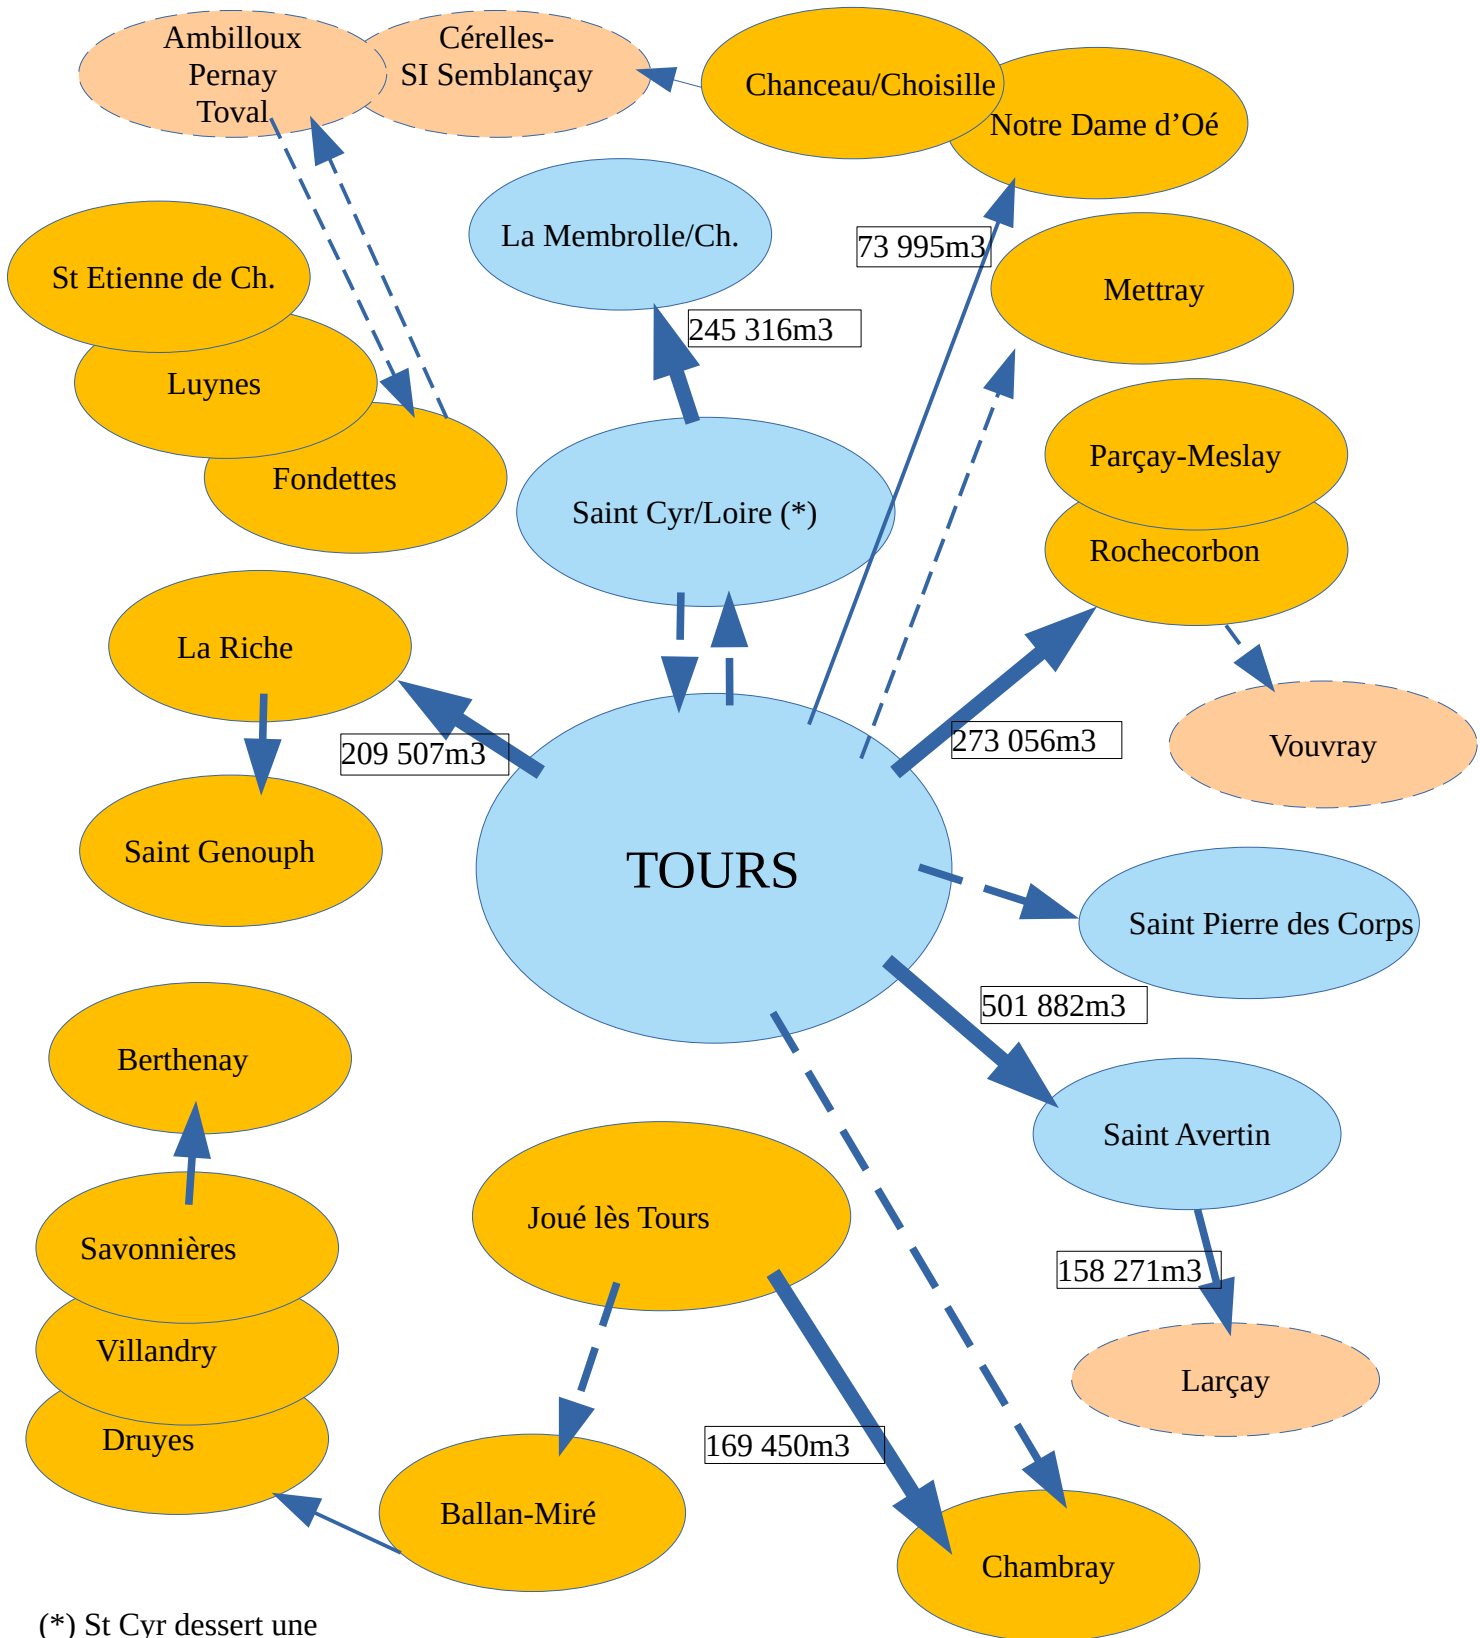 Ambilloux
Pernay
Toval
Cérelles-
SI Semblançay
Chanceau/Choisille
Notre Dame d’Oé
La Membrolle/Ch.
73 995m3
St Etienne de Ch.
Mettray
245 316m3
Luynes
Parçay-Meslay
Fondettes
Saint Cyr/Loire (*)
Rochecorbon
La Riche
209 507m3
273 056m3
Vouvray
Saint Genouph
TOURS
Saint Pierre des Corps
501 882m3
Berthenay
Saint Avertin
Joué lès Tours
Savonnières
158 271m3
Villandry
Larçay
Druyes
169 450m3
Ballan-Miré
Chambray
(*) St Cyr dessert une